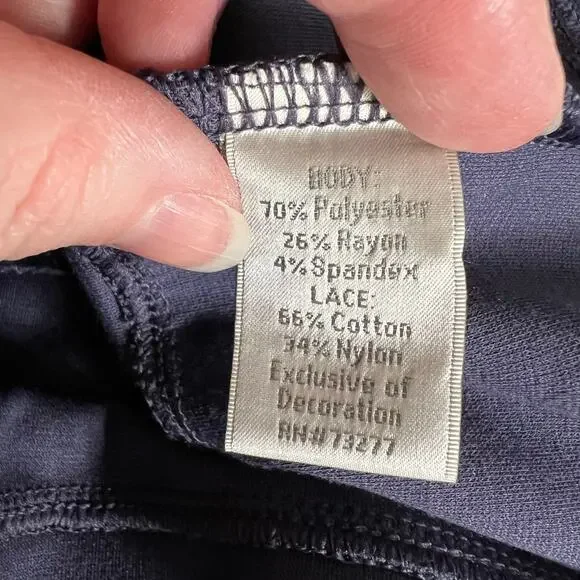 BODY:
70% Polyester
26% Rayon
4% Spandex
LACE:
66% Cotton
34% Nylon
Exclusive of
Decoration
RN#73277